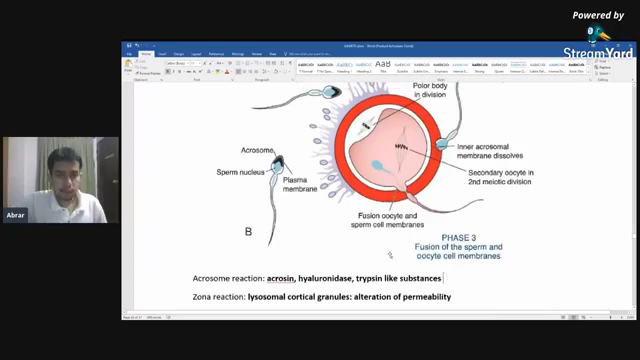 Powered by
StreamYard
Polor body
in division
Acrosome
Sperm nucleus
Plasma
membrane
Inner acrosomal
membrane dissolves
Secondary oocyte in
2nd meiotic division
Fusion oocyte and
sperm cell membranes
B
PHASE 3
Fusion of the sperm and
oocyte cell membranes
Abrar
Acrosome reaction: acrosin, hyaluronidase, trypsin like substances
Zona reaction: lysosomal cortical granules: alteration of permeability